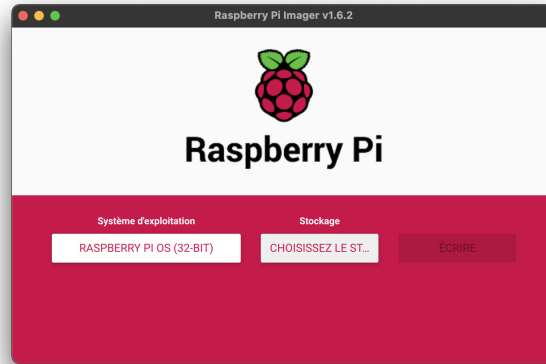 Raspberry Pi Imager v1.6.2
Raspberry Pi
Système d'exploitation
Stockage
RASPBERRY PI OS (32-BIT)
CHOISISSEZ LE ST...
ÉCRIRE